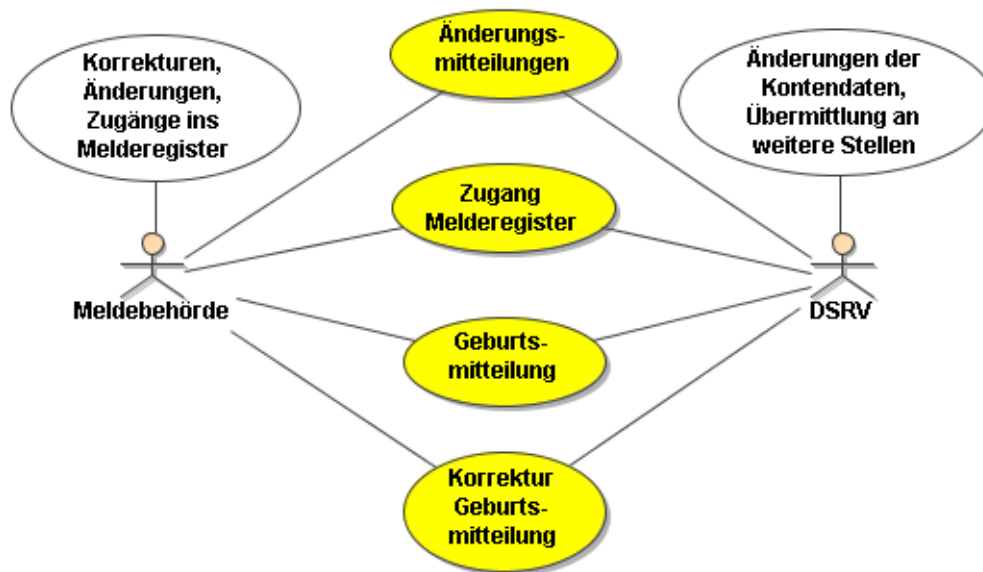 Änderungs-
mitteilungen
Korrekturen,
Änderungen,
Zugänge ins
Melderegister
Änderungen der
Kontendaten,
Übermittlung an
weitere Stellen
Zugang
Melderegister
Meldebehörde
DSRV
Geburts-
mitteilung
Korrektur
Geburts-
mitteilung